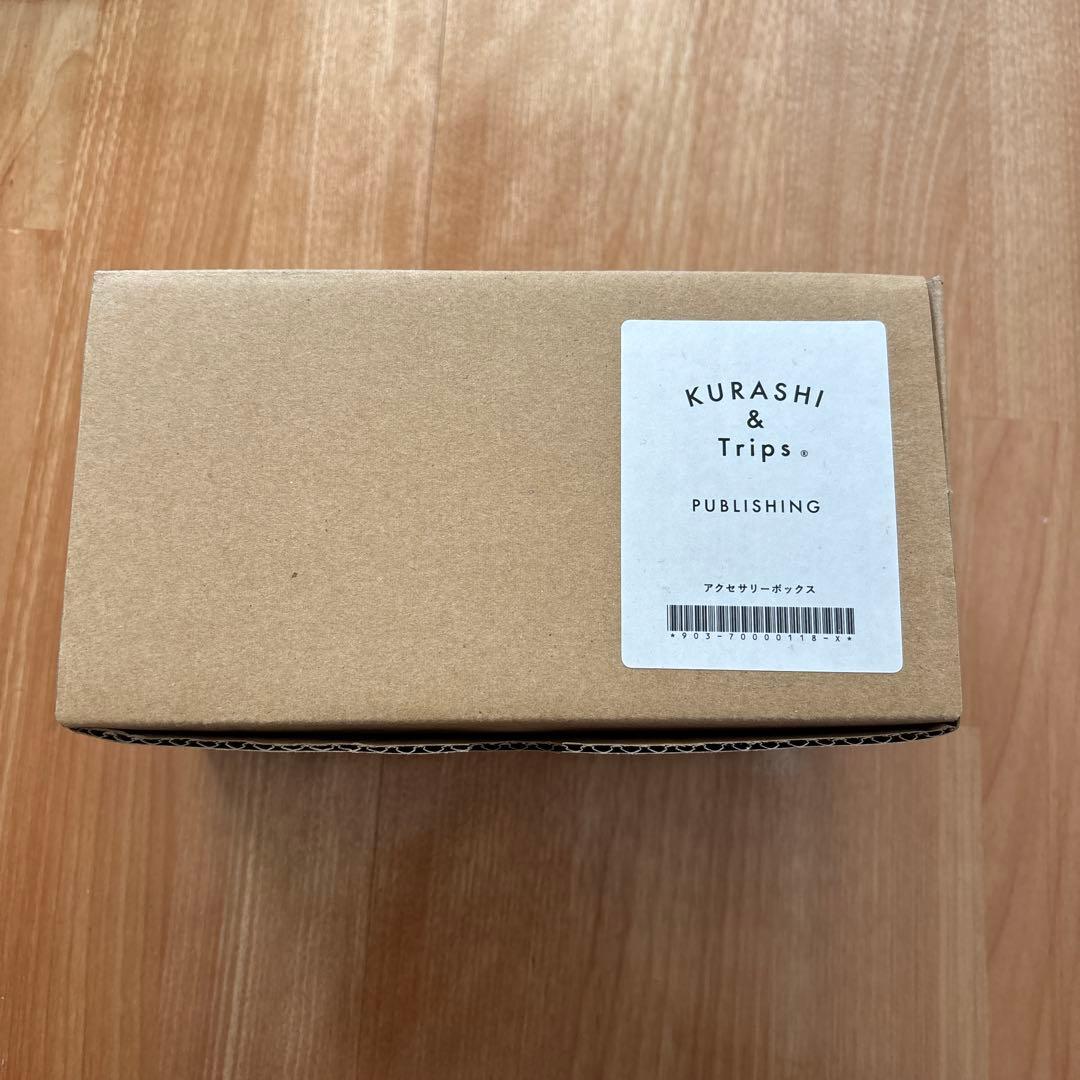 KURASHI
&
Trips ®
PUBLISHING
アクセサリーボックス
*903-70000118-X*